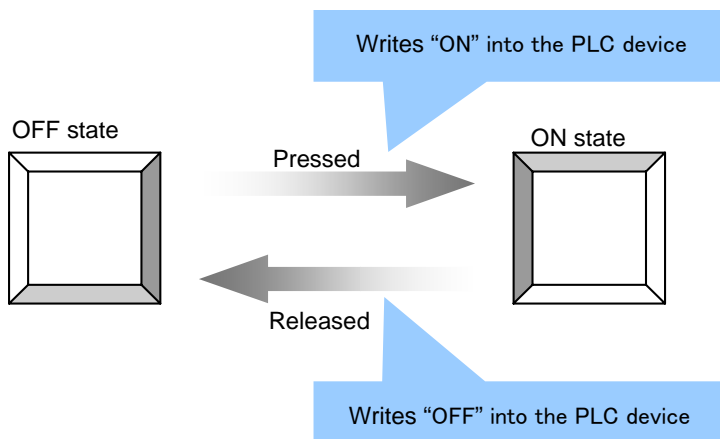 Writes “ON” into the PLC device
OFF state
ON state
Pressed
Released
Writes “OFF” into the PLC device